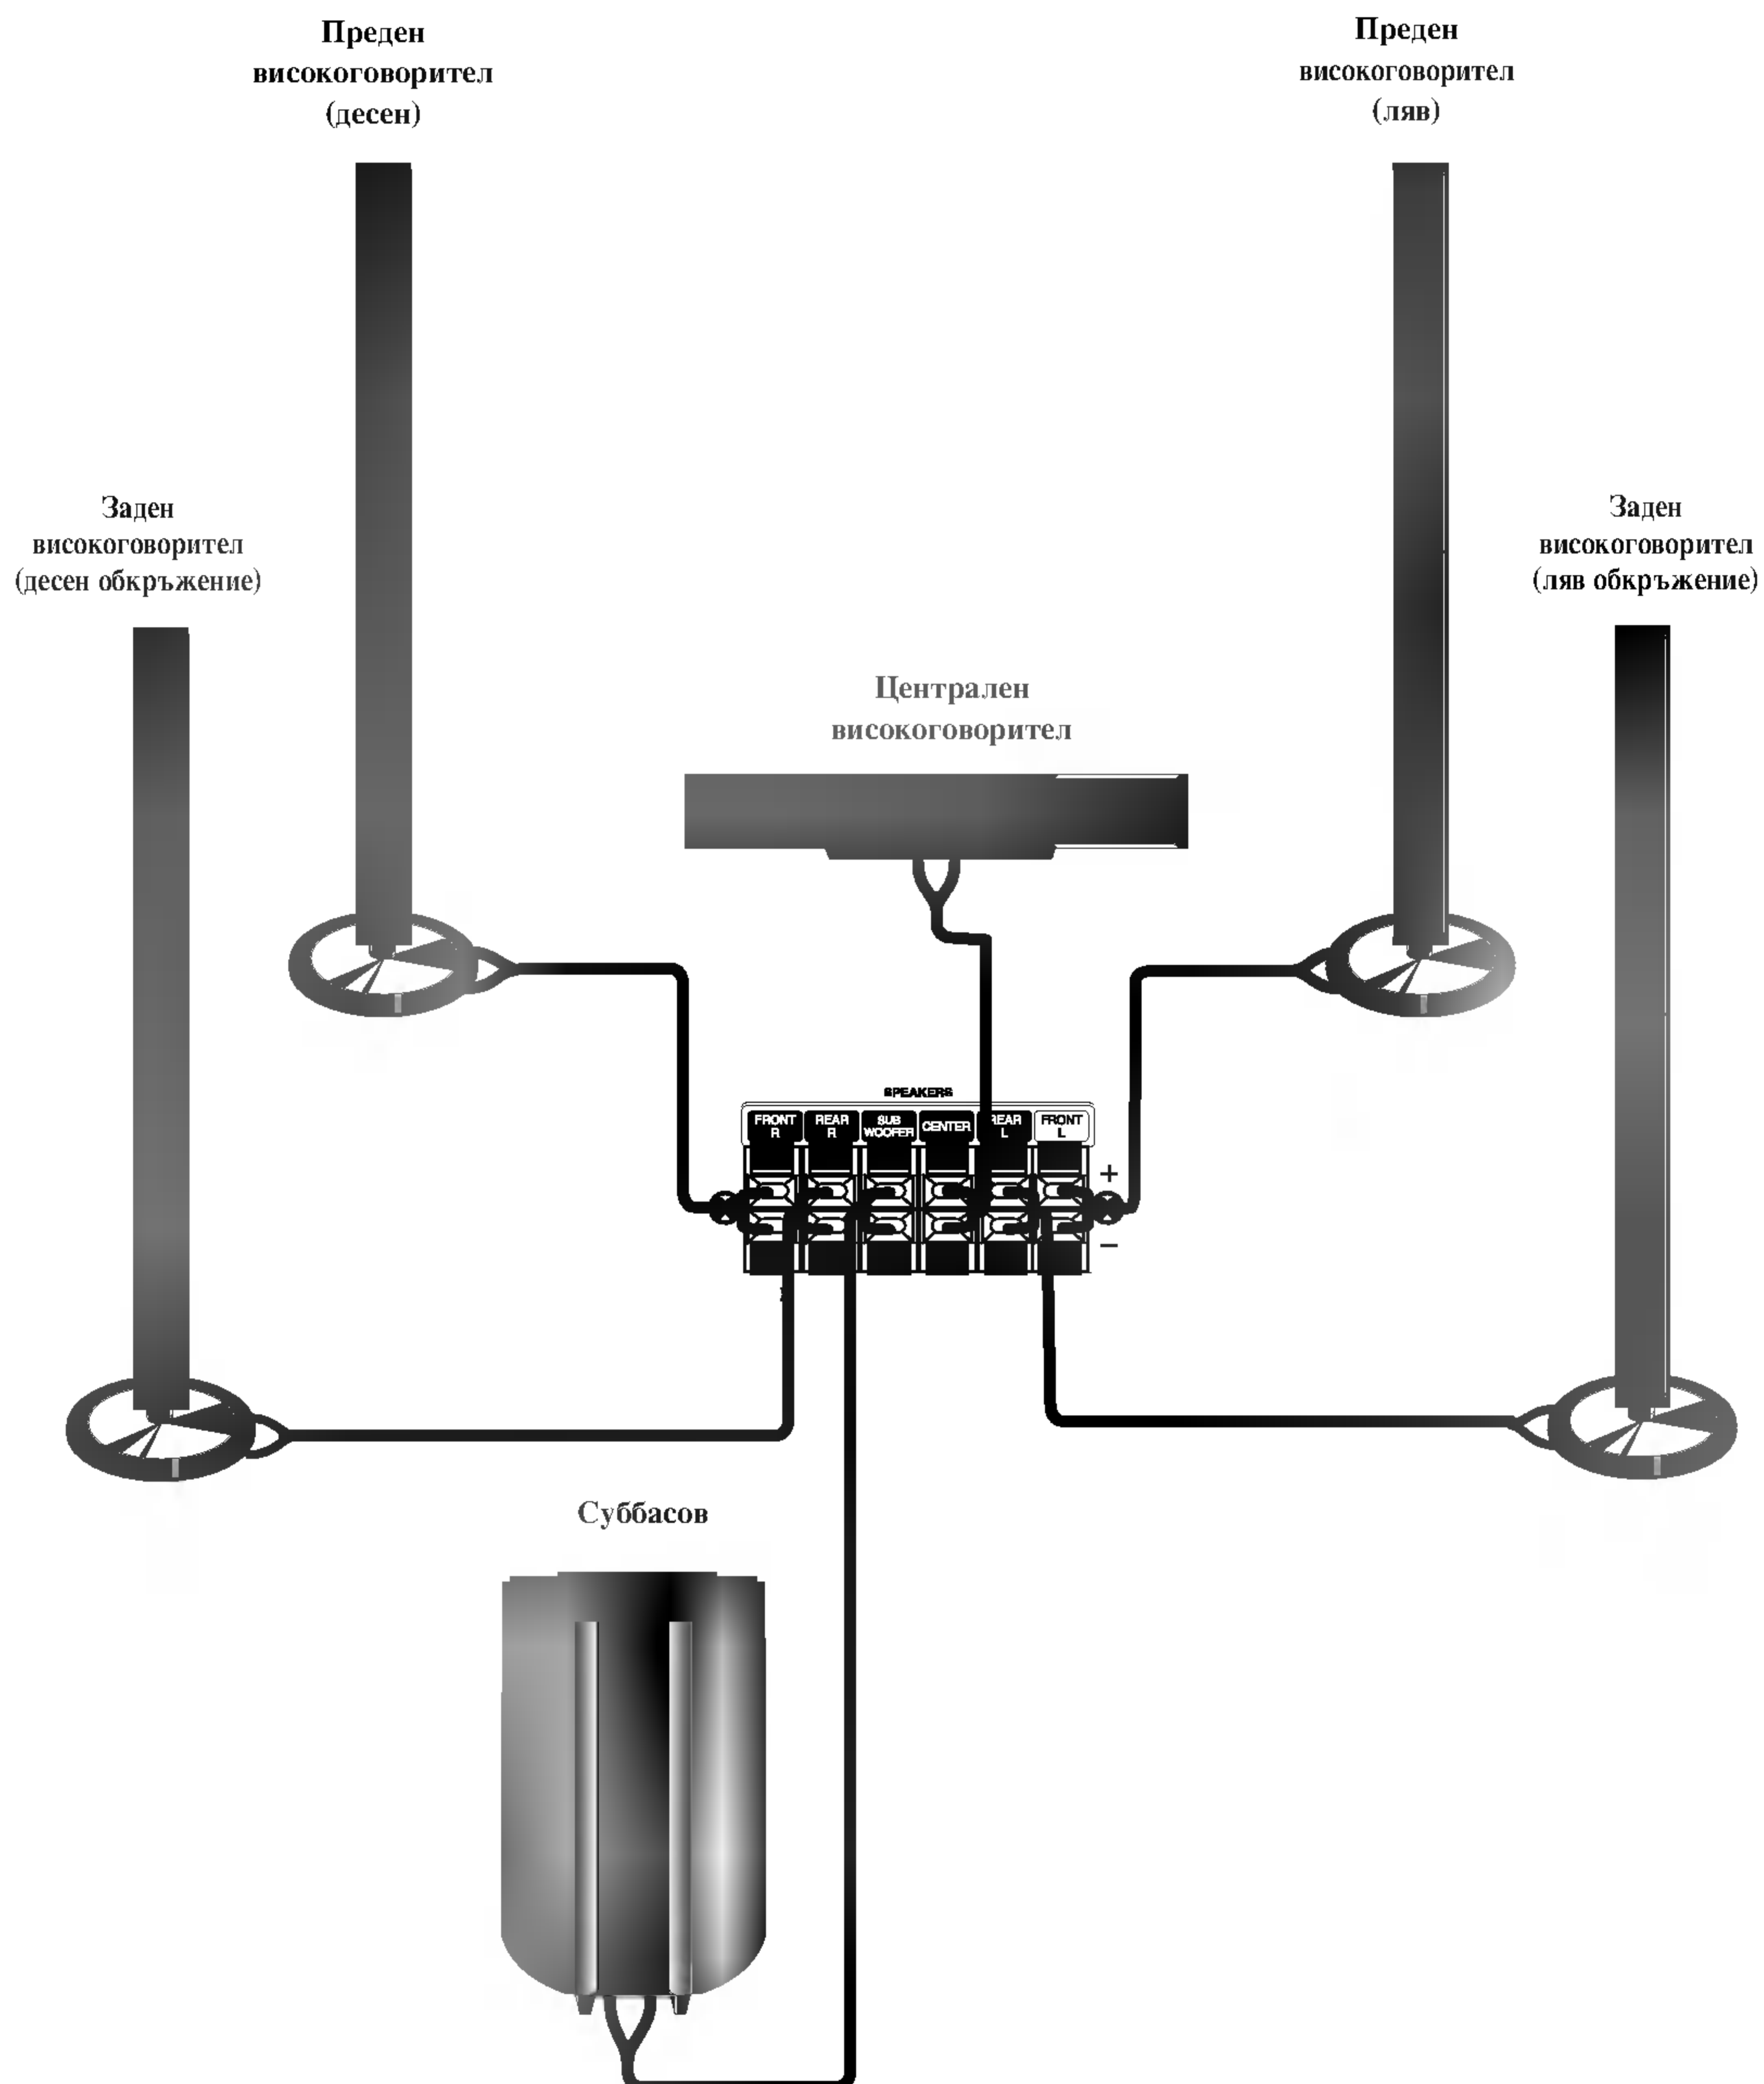 Преден
високоговорител
(десен)
Преден
високоговорител
(ляв)
Заден
високоговорител
(десен обкръжение)
Заден
високоговорител
(ляв обкръжение)
Централен
високоговорител
SPEAKERS
FRONT
R
REAR
R
SUB
WOOFER
CENTER
REAR
L
FRONT
L
+
−
Суббасов